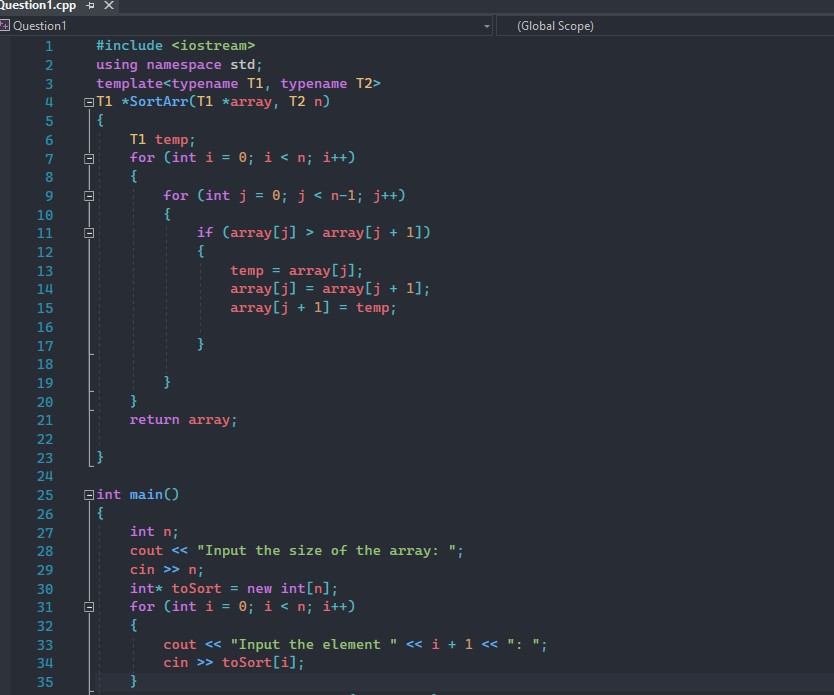 Question1.cpp
Question1 (Global Scope)
1 #include <iostream>
2 using namespace std;
3 template<typename T1, typename T2>
4 T1 *SortArr(T1 *array, T2 n)
5 {
6 T1 temp;
7 for (int i = 0; i < n; i++)
8 {
9 for (int j = 0; j < n-1; j++)
10 {
11 if (array[j] > array[j + 1])
12 {
13 temp = array[j];
14 array[j] = array[j + 1];
15 array[j + 1] = temp;
16
17 }
18
19 }
20 }
21 return array;
22
23 }
24
25 int main()
26 {
27 int n;
28 cout << "Input the size of the array: ";
29 cin >> n;
30 int* toSort = new int[n];
31 for (int i = 0; i < n; i++)
32 {
33 cout << "Input the element " << i + 1 << ": ";
34 cin >> toSort[i];
35 }